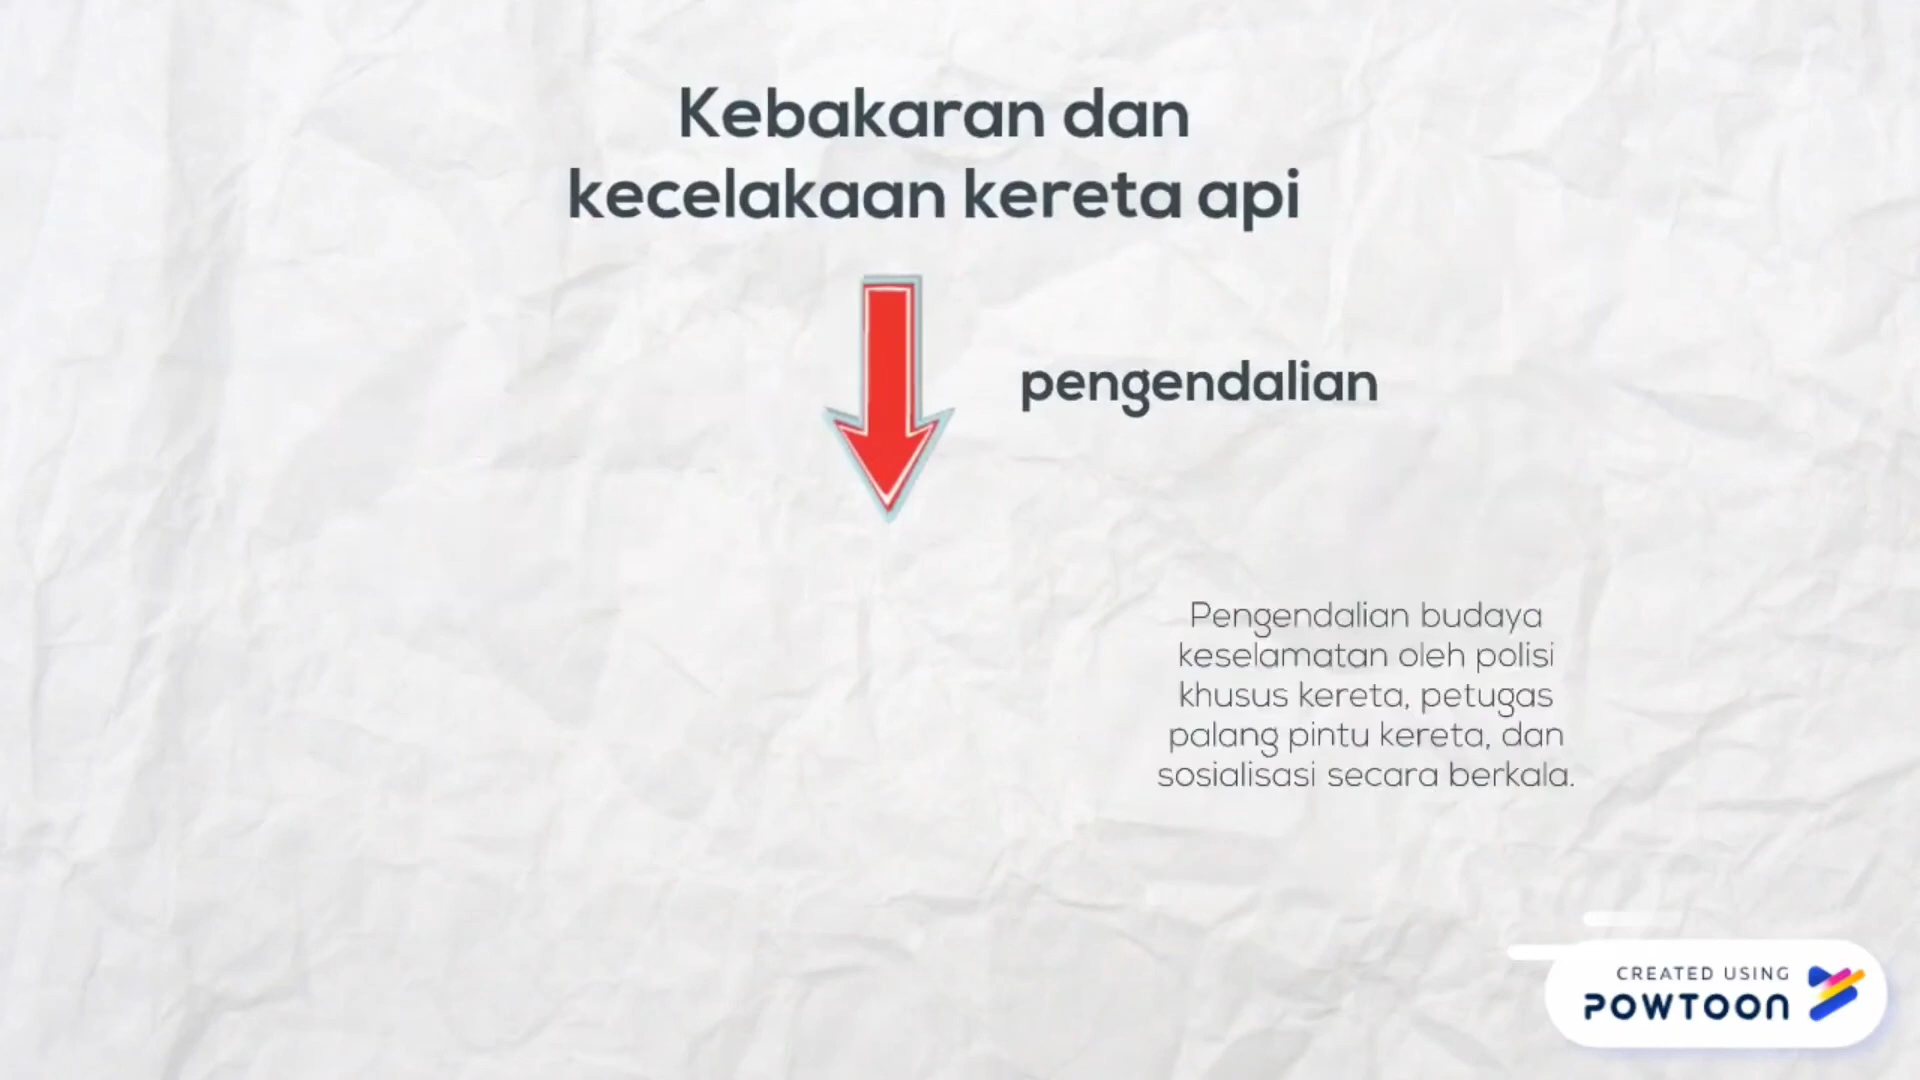 Kebakaran dan
kecelakaan kereta api
pengendalian
Pengendalian budaya
keselamatan oleh polisi
khusus kereta, petugas
palang pintu kereta, dan
sosialisasi secara berkala.
CREATED USING
POWTOON